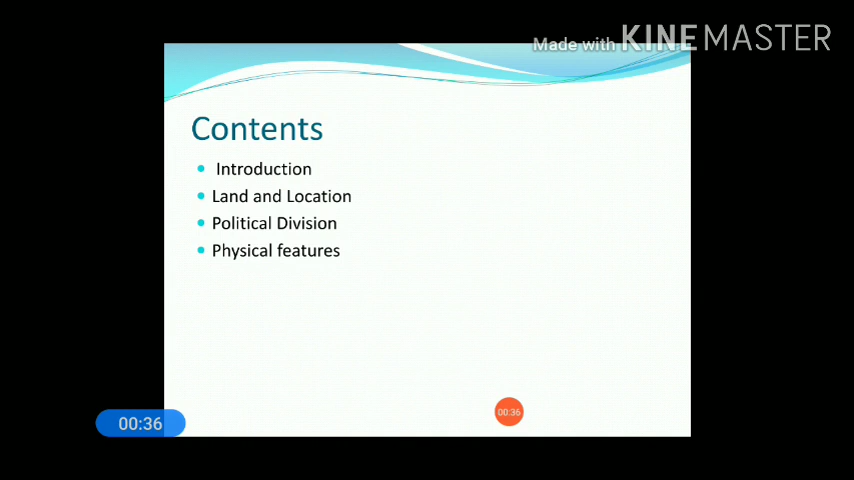 Made with KINEMASTER
Contents
Introduction
Land and Location
Political Division
Physical features
00:36
00:36